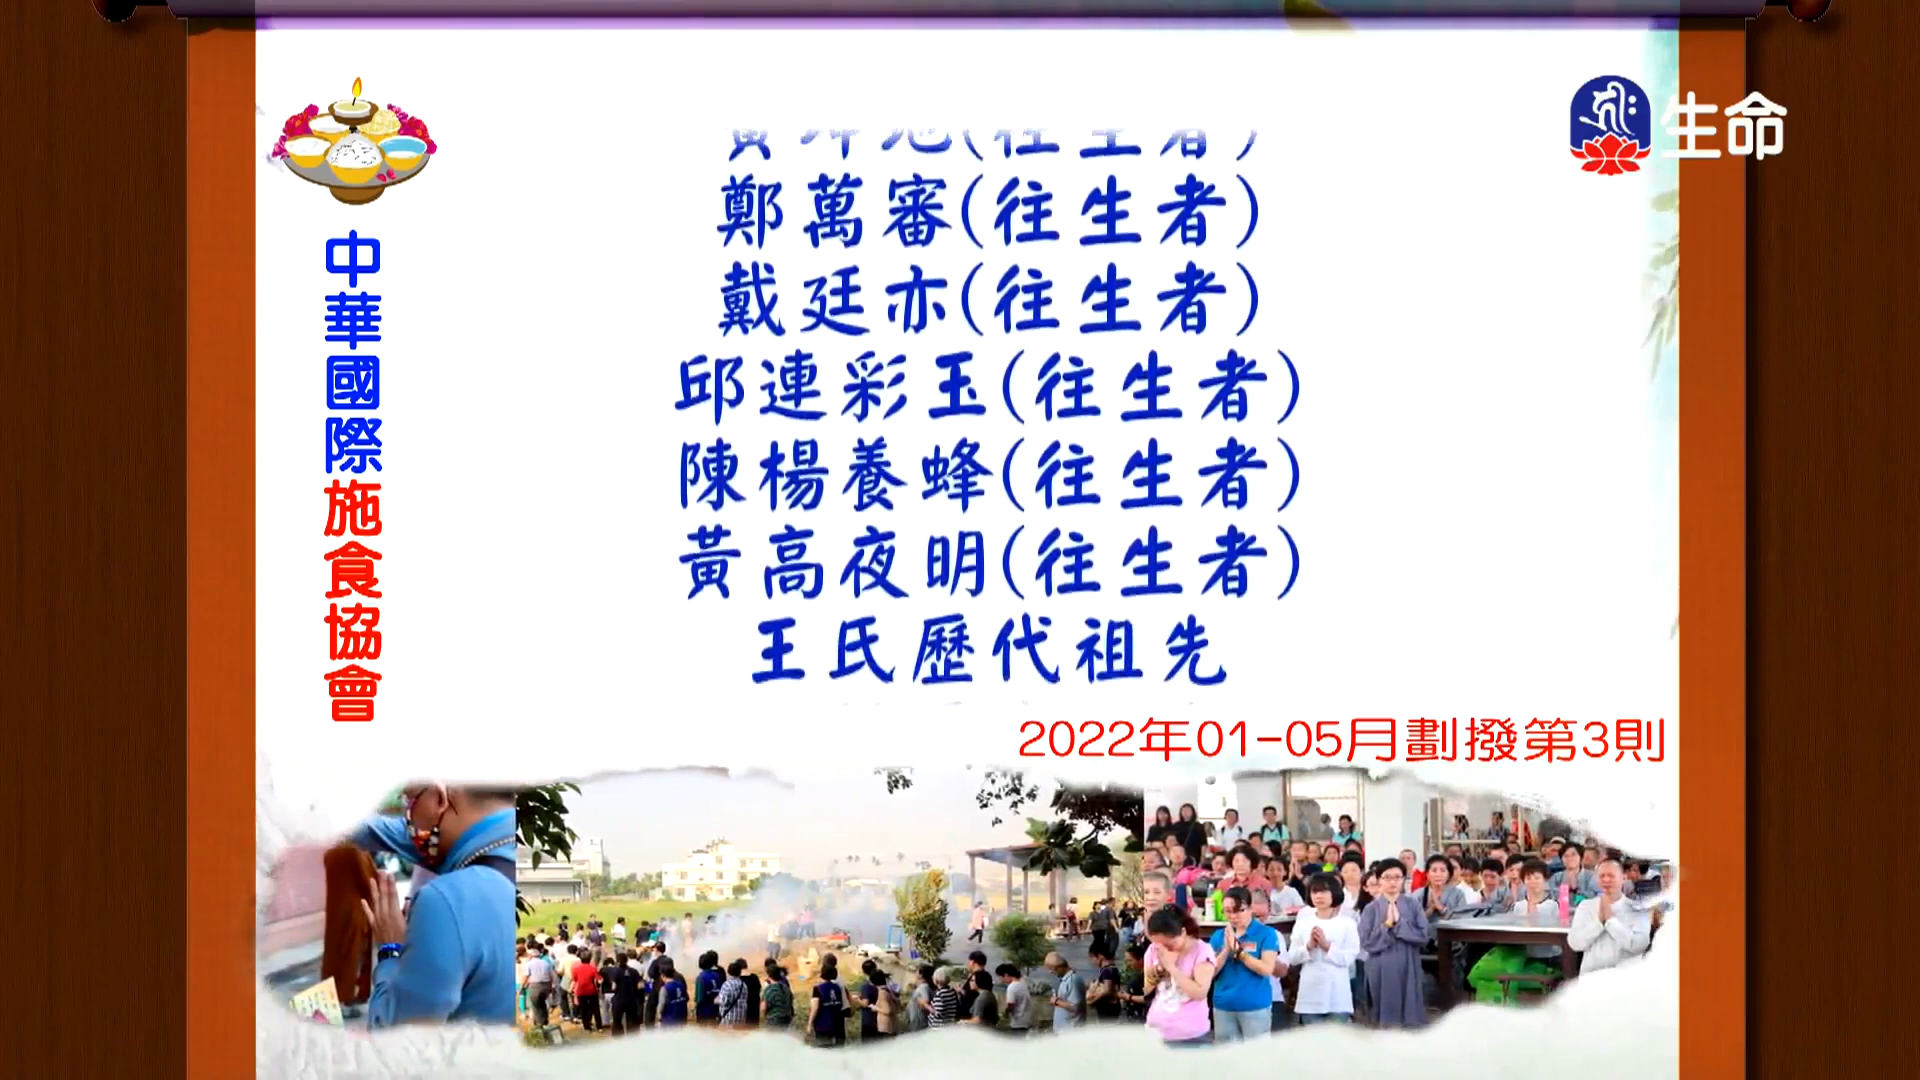 生命
中華國際施食協會
鄭萬審(往生者)
戴廷亦(往生者)
邱連彩玉(往生者)
陳楊養蜂(往生者)
黃高夜明(往生者)
王氏歷代祖先
2022年01-05月劃撥第3則